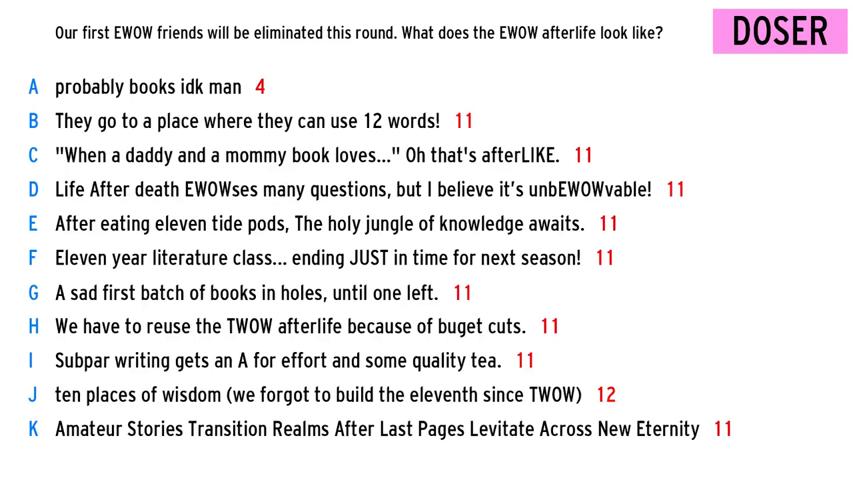 Our first EWOW friends will be eliminated this round. What does the EWOW afterlife look like?
DOSER
A probably books idk man 4
B They go to a place where they can use 12 words! 11
C "When a daddy and a mommy book loves..." Oh that's afterLIKE. 11
D Life After death EWOWses many questions, but I believe it’s unbEWOWvable! 11
E After eating eleven tide pods, The holy jungle of knowledge awaits. 11
F Eleven year literature class... ending JUST in time for next season! 11
G A sad first batch of books in holes, until one left. 11
H We have to reuse the TWOW afterlife because of buget cuts. 11
I Subpar writing gets an A for effort and some quality tea. 11
J ten places of wisdom (we forgot to build the eleventh since TWOW) 12
K Amateur Stories Transition Realms After Last Pages Levitate Across New Eternity 11